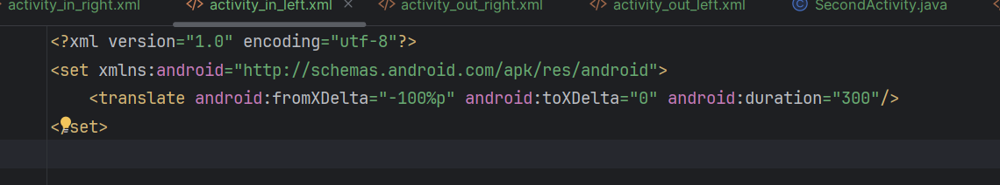 activity_in_right.xml </> activity_in_left.xml × </> activity_out_right.xml </> activity_out_left.xml © SecondActivity.java
<?xml version="1.0" encoding="utf-8"?>
<set xmlns:android="http://schemas.android.com/apk/res/android">
    <translate android:fromXDelta="-100%p" android:toXDelta="0" android:duration="300"/>
</set>